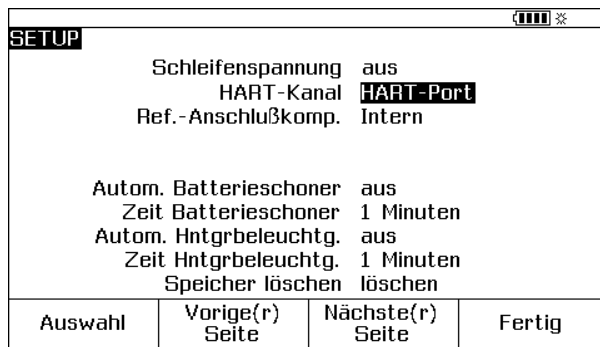 SETUP
Schleifenspannung aus
HART-Kanal HART-Port
Ref.-Anschlußkomp. Intern
Autom. Batterieschoner aus
Zeit Batterieschoner 1 Minuten
Autom. Hntgrbeleuchtg. aus
Zeit Hntgrbeleuchtg. 1 Minuten
Speicher löschen löschen
Auswahl
Vorige(r)
Seite
Nächste(r)
Seite
Fertig